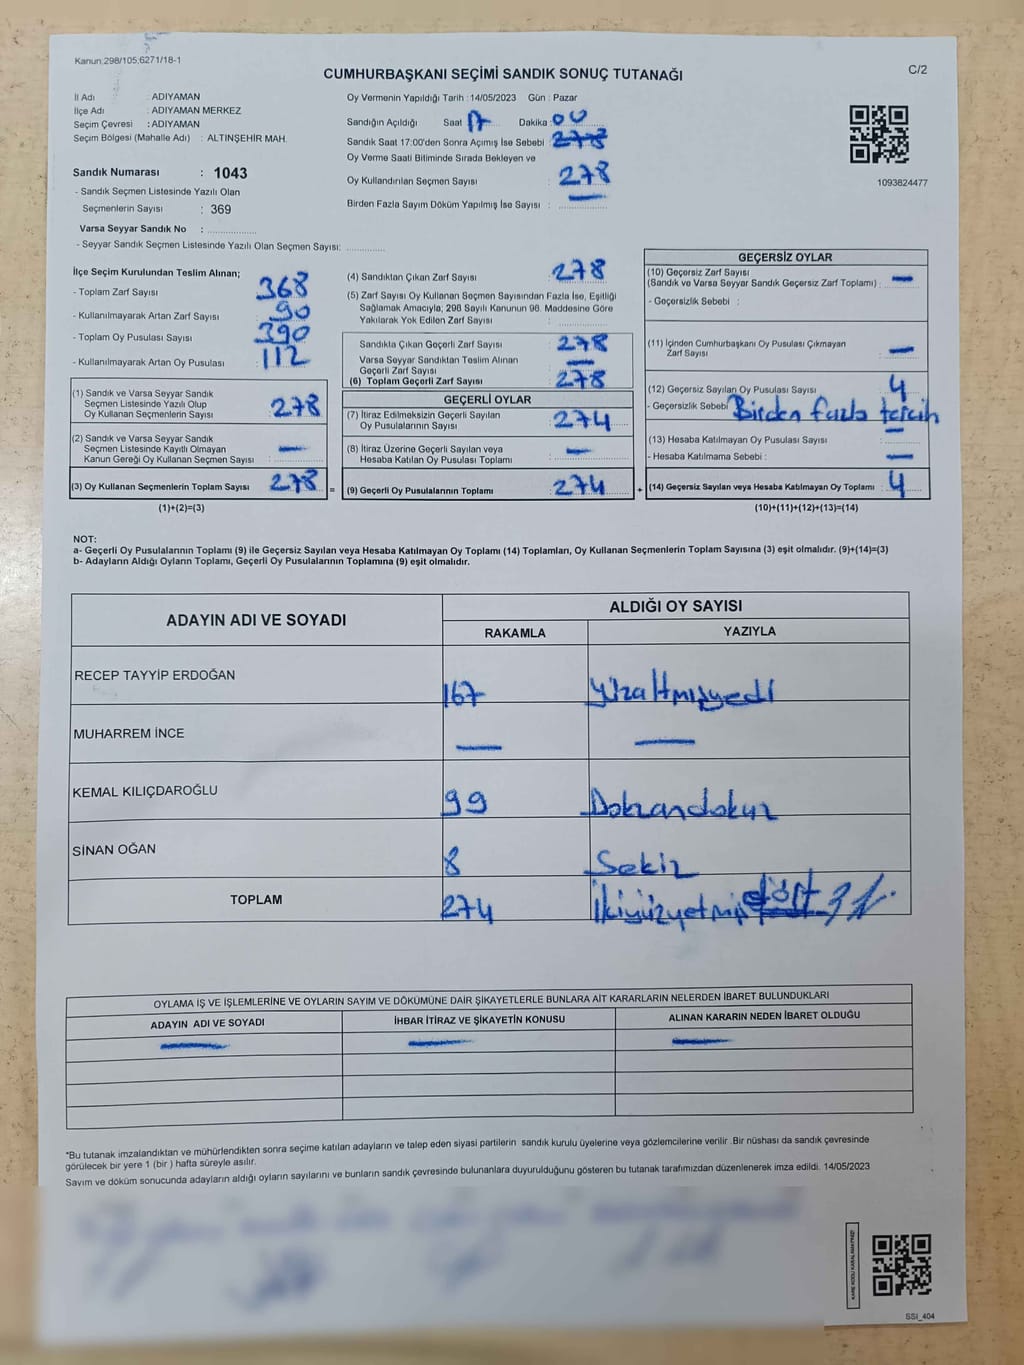 Kanun:298/105;6271/18-1
C/2
CUMHURBAŞKANI SEÇİMİ SANDIK SONUÇ TUTANAĞI
İl Adı : ADIYAMAN
İlçe Adı : ADIYAMAN MERKEZ
Seçim Çevresi : ADIYAMAN
Seçim Bölgesi (Mahalle Adı) : ALTINŞEHİR MAH.
Sandık Numarası : 1043
- Sandık Seçmen Listesinde Yazılı Olan
Seçmenlerin Sayısı : 369
Varsa Seyyar Sandık No :
- Seyyar Sandık Seçmen Listesinde Yazılı Olan Seçmen Sayısı:
Oy Vermenin Yapıldığı Tarih : 14/05/2023 Gün : Pazar
Sandığın Açıldığı Saat 17 Dakika : 00
Sandık Saat 17:00'den Sonra Açımış İse Sebebi : 278
Oy Verme Saati Bitiminde Sırada Bekleyen ve
Oy Kullandırılan Seçmen Sayısı : 278
Birden Fazla Sayım Döküm Yapılmış İse Sayısı : —
1093824477
İlçe Seçim Kurulundan Teslim Alınan;
- Toplam Zarf Sayısı 368
- Kullanılmayarak Artan Zarf Sayısı : 90
- Toplam Oy Pusulası Sayısı 390
- Kullanılmayarak Artan Oy Pusulası : 112
(1) Sandık ve Varsa Seyyar Sandık
Seçmen Listesinde Yazılı Olup
Oy Kullanan Seçmenlerin Sayısı : 278
(2) Sandık ve Varsa Seyyar Sandık
Seçmen Listesinde Kayıtlı Olmayan
Kanun Gereği Oy Kullanan Seçmen Sayısı : —
(3) Oy Kullanan Seçmenlerin Toplam Sayısı : 278 =
(1)+(2)=(3)
(4) Sandıktan Çıkan Zarf Sayısı : 278
(5) Zarf Sayısı Oy Kullanan Seçmen Sayısından Fazla İse, Eşitliği
Sağlamak Amacıyla, 298 Sayılı Kanunun 98. Maddesine Göre
Yakılarak Yok Edilen Zarf Sayısı :
Sandıkla Çıkan Geçerli Zarf Sayısı : 278
Varsa Seyyar Sandıktan Teslim Alınan
Geçerli Zarf Sayısı : —
(6) Toplam Geçerli Zarf Sayısı : 278
GEÇERLİ OYLAR
(7) İtiraz Edilmeksizin Geçerli Sayılan
Oy Pusulalarının Sayısı : 274
(8) İtiraz Üzerine Geçerli Sayılan veya
Hesaba Katılan Oy Pusulası Toplamı : —
(9) Geçerli Oy Pusulalarının Toplamı : 274 +
GEÇERSİZ OYLAR
(10) Geçersiz Zarf Sayısı
(Sandık ve Varsa Seyyar Sandık Geçersiz Zarf Toplamı) : —
- Geçersizlik Sebebi :
(11) İçinden Cumhurbaşkanı Oy Pusulası Çıkmayan
Zarf Sayısı : —
(12) Geçersiz Sayılan Oy Pusulası Sayısı : 4
- Geçersizlik Sebebi : Birden fazla tercih
(13) Hesaba Katılmayan Oy Pusulası Sayısı : —
- Hesaba Katılmama Sebebi : —
(14) Geçersiz Sayılan veya Hesaba Katılmayan Oy Toplamı : 4
(10)+(11)+(12)+(13)=(14)
NOT:
a- Geçerli Oy Pusulalarının Toplamı (9) ile Geçersiz Sayılan veya Hesaba Katılmayan Oy Toplamı (14) Toplamları, Oy Kullanan Seçmenlerin Toplam Sayısına (3) eşit olmalıdır. (9)+(14)=(3)
b- Adayların Aldığı Oyların Toplamı, Geçerli Oy Pusulalarının Toplamına (9) eşit olmalıdır.
ADAYIN ADI VE SOYADI ALDIĞI OY SAYISI
RAKAMLA YAZIYLA
RECEP TAYYİP ERDOĞAN 167 Yüzaltmışyedi
MUHARREM İNCE — —
KEMAL KILIÇDAROĞLU 99 Doksandokuz
SİNAN OĞAN 8 Sekiz
TOPLAM 274 İkiyüzyetmiş dört
OYLAMA İŞ VE İŞLEMLERİNE VE OYLARIN SAYIM VE DÖKÜMÜNE DAİR ŞİKAYETLERLE BUNLARA AİT KARARLARIN NELERDEN İBARET BULUNDUKLARI
ADAYIN ADI VE SOYADI İHBAR İTİRAZ VE ŞİKAYETİN KONUSU ALINAN KARARIN NEDEN İBARET OLDUĞU
— — —
*Bu tutanak imzalandıktan ve mühürlendikten sonra seçime katılan adayların ve talep eden siyasi partilerin sandık kurulu üyelerine veya gözlemcilerine verilir .Bir nüshası da sandık çevresinde
görülecek bir yere 1 (bir ) hafta süreyle asılır.
Sayım ve döküm sonucunda adayların aldığı oyların sayılarını ve bunların sandık çevresinde bulunanlara duyurulduğunu gösteren bu tutanak tarafımızdan düzenlenerek imza edildi. 14/05/2023
KARE KODU KARALAMAYINIZ!
SSİ_404